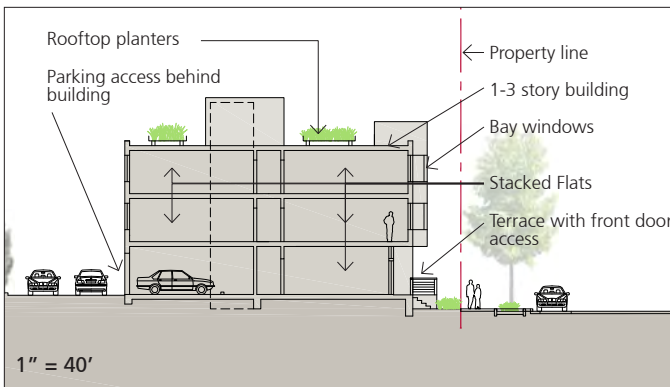 Rooftop planters
Parking access behind
building
Property line
1-3 story building
Bay windows
Stacked Flats
Terrace with front door
access
1” = 40’